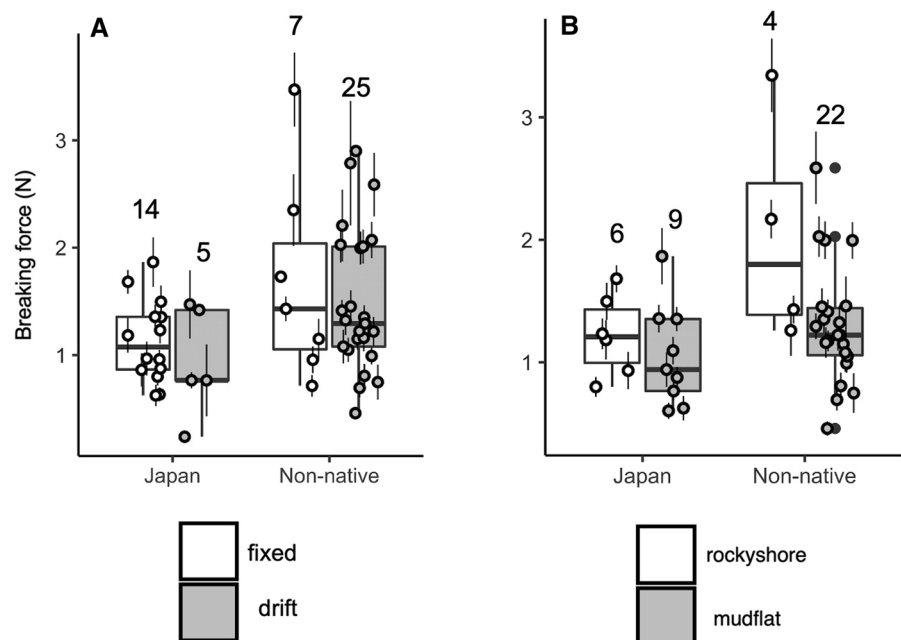 A
7
25
14
5
3
2
1
Breaking force (N)
Japan
Non-native
fixed
drift
B
4
22
6
9
3
2
1
Japan
Non-native
rockyshore
mudflat